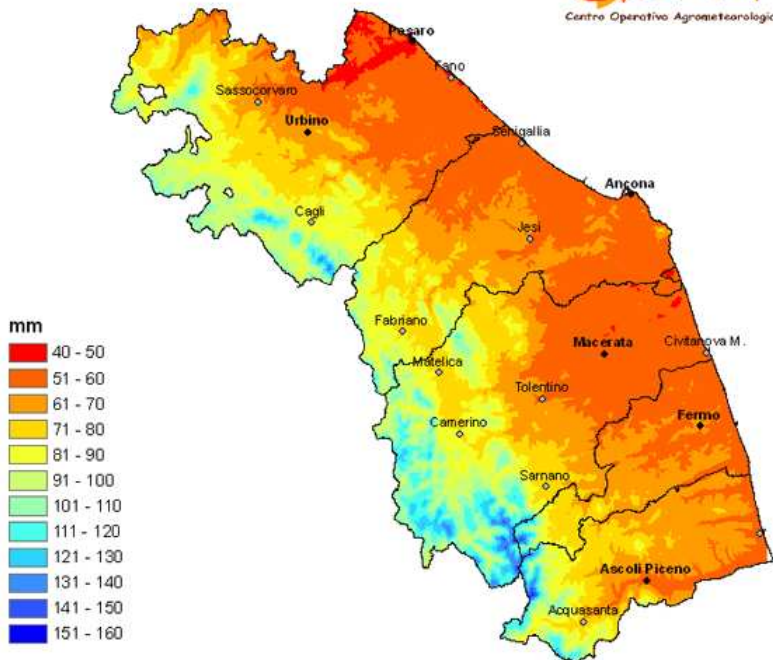 Centro Operativo Agrometeorologic
Pesaro
Fano
Sassocorvaro
Urbino
Senigallia
Ancona
Cagli
Jesi
mm
40 - 50
51 - 60
61 - 70
71 - 80
81 - 90
91 - 100
101 - 110
111 - 120
121 - 130
131 - 140
141 - 150
151 - 160
Fabriano
Matelica
Macerata
Civitanova M.
Tolentino
Camerino
Fermo
Sarnano
Ascoli Piceno
Acquasanta